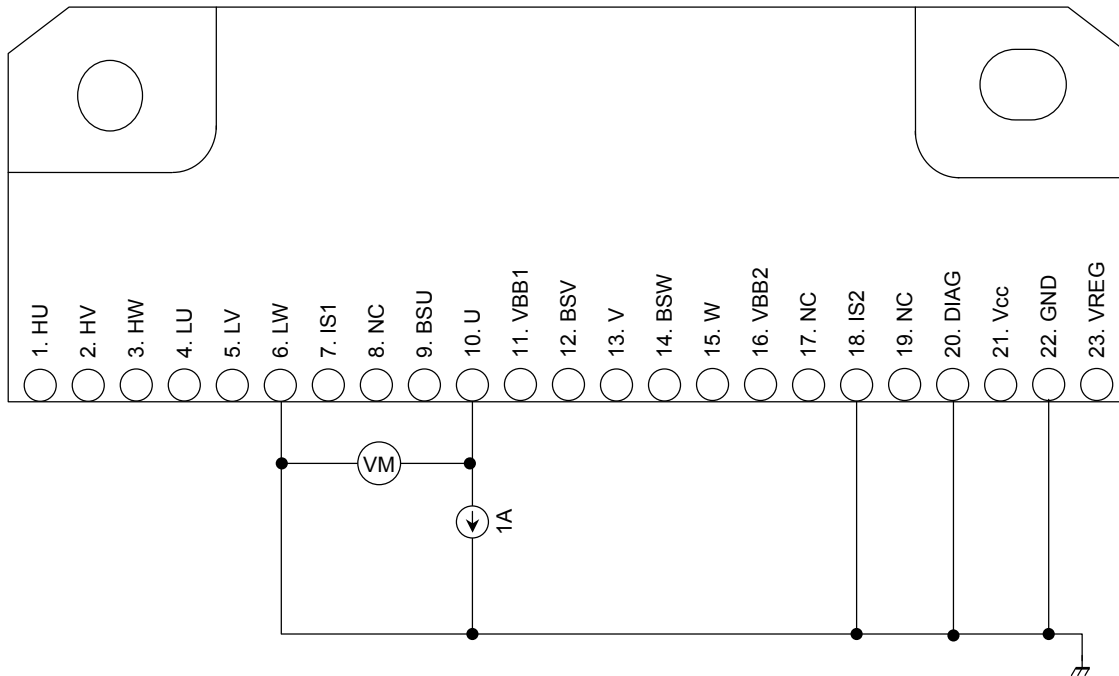 1. HU
2. HV
3. HW
4. LU
5. LV
6. LW
7. IS1
8. NC
9. BSU
10. U
11. VBB1
12. BSV
13. V
14. BSW
15. W
16. VBB2
17. NC
18. IS2
19. NC
20. DIAG
21. Vcc
22. GND
23. VREG
VM
1A